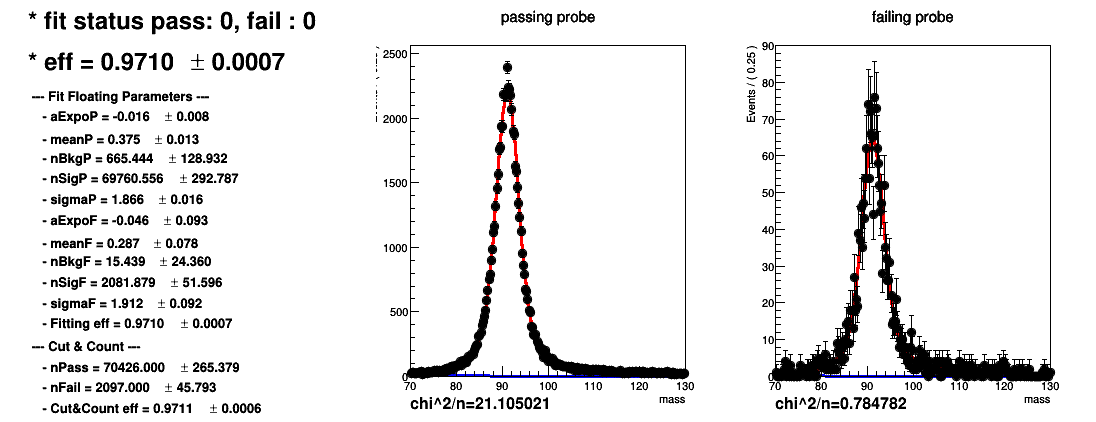 * fit status pass: 0, fail : 0
* eff = 0.9710 ± 0.0007
--- Fit Floating Parameters ---
- aExpoP = -0.016 ± 0.008
- meanP = 0.375 ± 0.013
- nBkgP = 665.444 ± 128.932
- nSigP = 69760.556 ± 292.787
- sigmaP = 1.866 ± 0.016
- aExpoF = -0.046 ± 0.093
- meanF = 0.287 ± 0.078
- nBkgF = 15.439 ± 24.360
- nSigF = 2081.879 ± 51.596
- sigmaF = 1.912 ± 0.092
- Fitting eff = 0.9710 ± 0.0007
--- Cut & Count ---
- nPass = 70426.000 ± 265.379
- nFail = 2097.000 ± 45.793
- Cut&Count eff = 0.9711 ± 0.0006
passing probe
2500
2000
1500
1000
500
0
70 80 90 100 110 120 130
mass
chi^2/n=21.105021
failing probe
Events / ( 0.25 )
90
80
70
60
50
40
30
20
10
0
70 80 90 100 110 120 130
mass
chi^2/n=0.784782